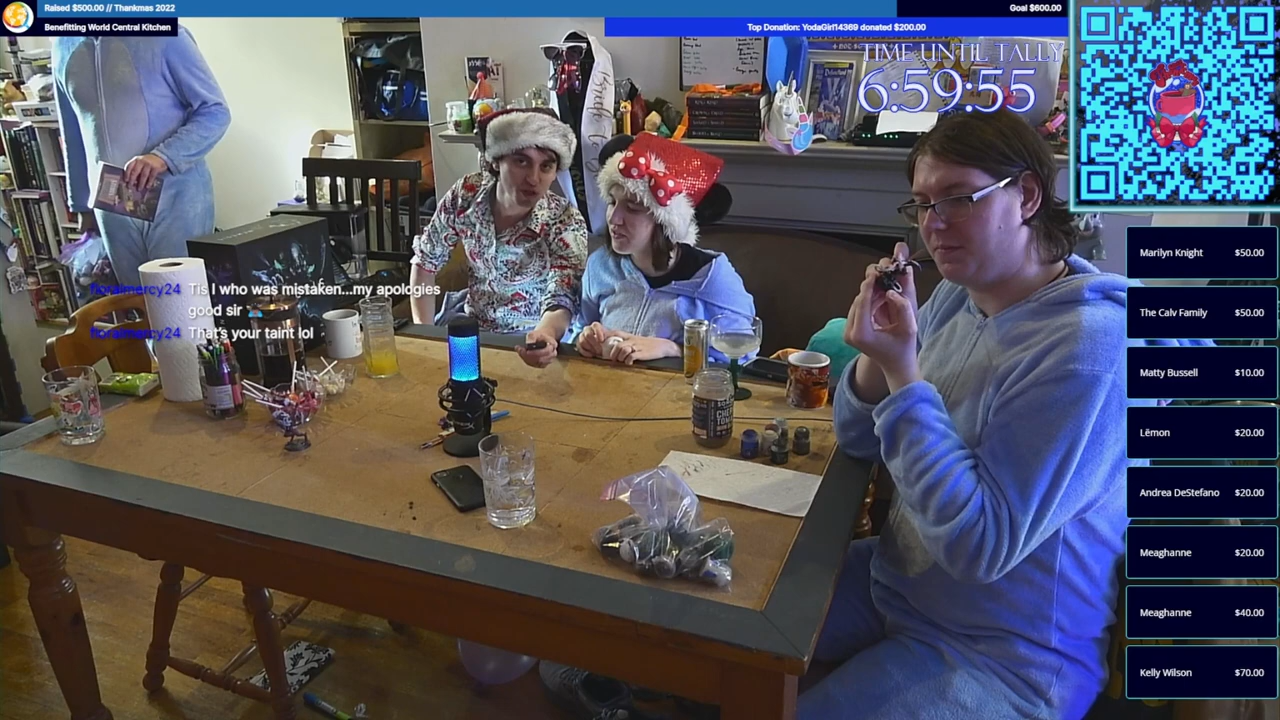 Raised $500.00 // Thankmas 2022
Goal $600.00
Benefitting World Central Kitchen
Top Donation: YodaGirl14369 donated $200.00
TIME UNTIL TALLY
6:59:55
floralmercy24 Tis I who was mistaken...my apologies
good sir
floralmercy24 That's your taint lol
Marilyn Knight $50.00
The Calv Family $50.00
Matty Bussell $10.00
Lëmon $20.00
Andrea DeStefano $20.00
Meaghanne $20.00
Meaghanne $40.00
Kelly Wilson $70.00